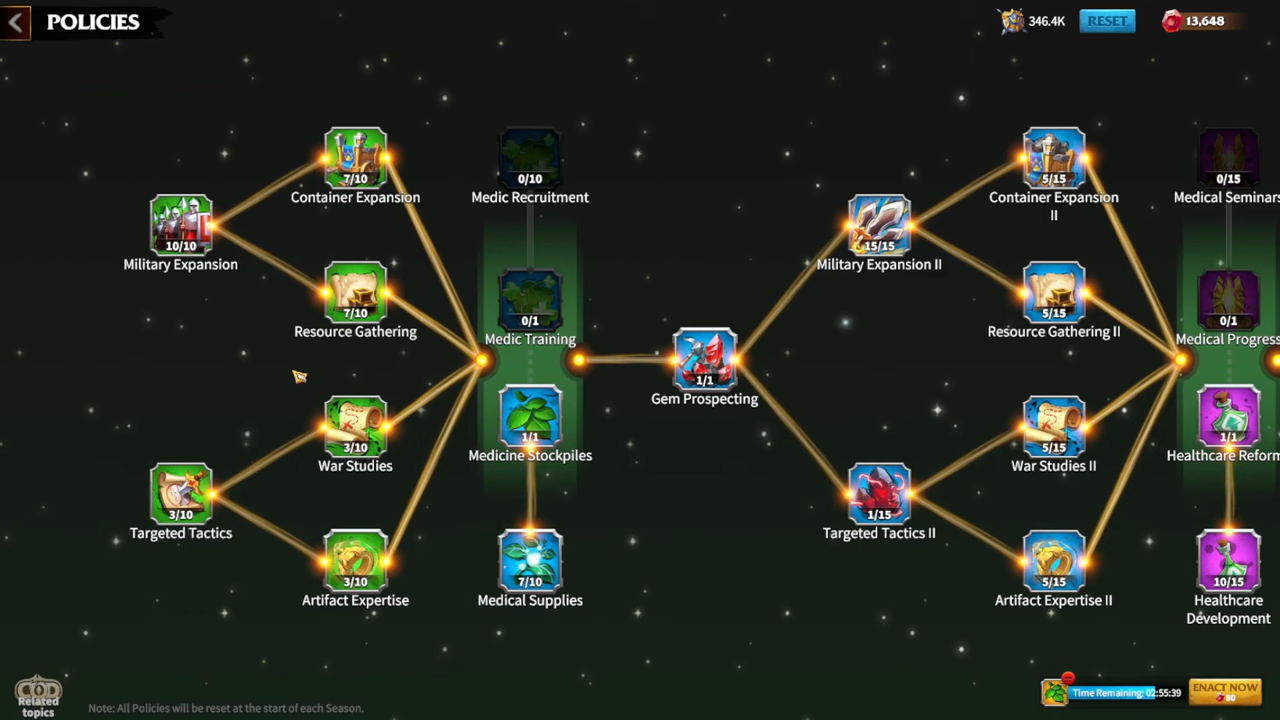 POLICIES
346.4K
RESET
13,648
7/10
Container Expansion
0/10
Medic Recruitment
5/15
Container Expansion
II
0/15
Medical Seminars
10/10
Military Expansion
15/15
Military Expansion II
7/10
Resource Gathering
0/1
Medic Training
5/15
Resource Gathering II
0/1
Medical Progress
1/1
Gem Prospecting
3/10
War Studies
1/1
Medicine Stockpiles
5/15
War Studies II
1/1
Healthcare Reform
3/10
Targeted Tactics
1/15
Targeted Tactics II
3/10
Artifact Expertise
7/10
Medical Supplies
5/15
Artifact Expertise II
10/15
Healthcare
Development
COD
Related
topics
Note: All Policies will be reset at the start of each Season.
Time Remaining: 02:55:39
ENACT NOW
80